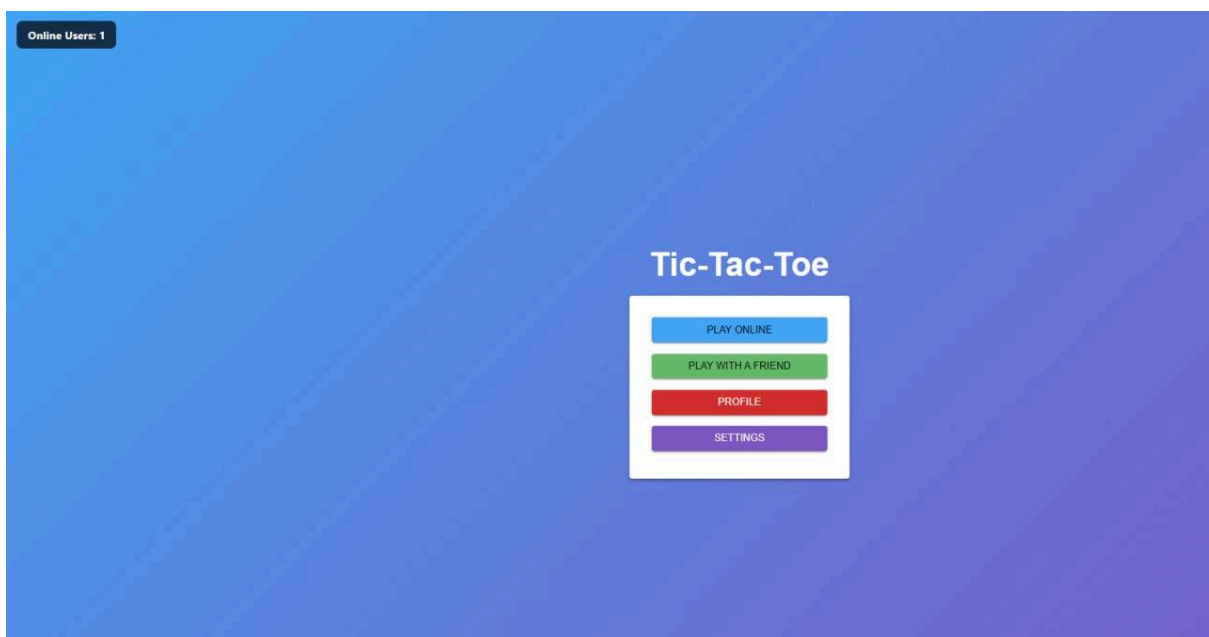 Online Users: 1
Tic-Tac-Toe
PLAY ONLINE
PLAY WITH A FRIEND
PROFILE
SETTINGS